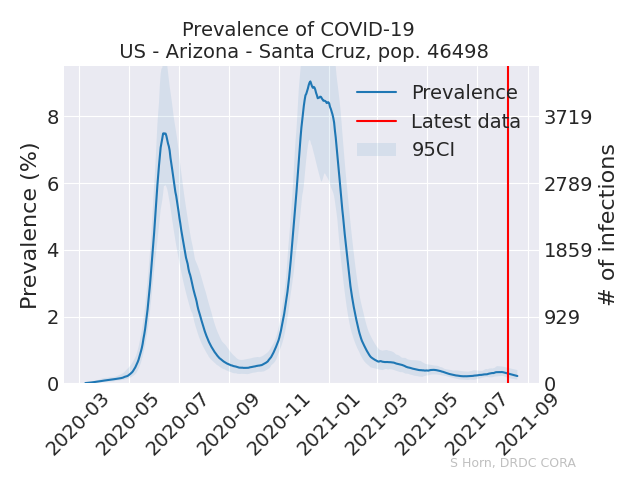 Prevalence of COVID-19
US - Arizona - Santa Cruz, pop. 46498
Prevalence (%)
8
6
4
2
0
Prevalence
Latest data
95CI
3719
2789
1859
929
0
# of infections
2020-03
2020-05
2020-07
2020-09
2020-11
2021-01
2021-03
2021-05
2021-07
2021-09
S Horn, DRDC CORA